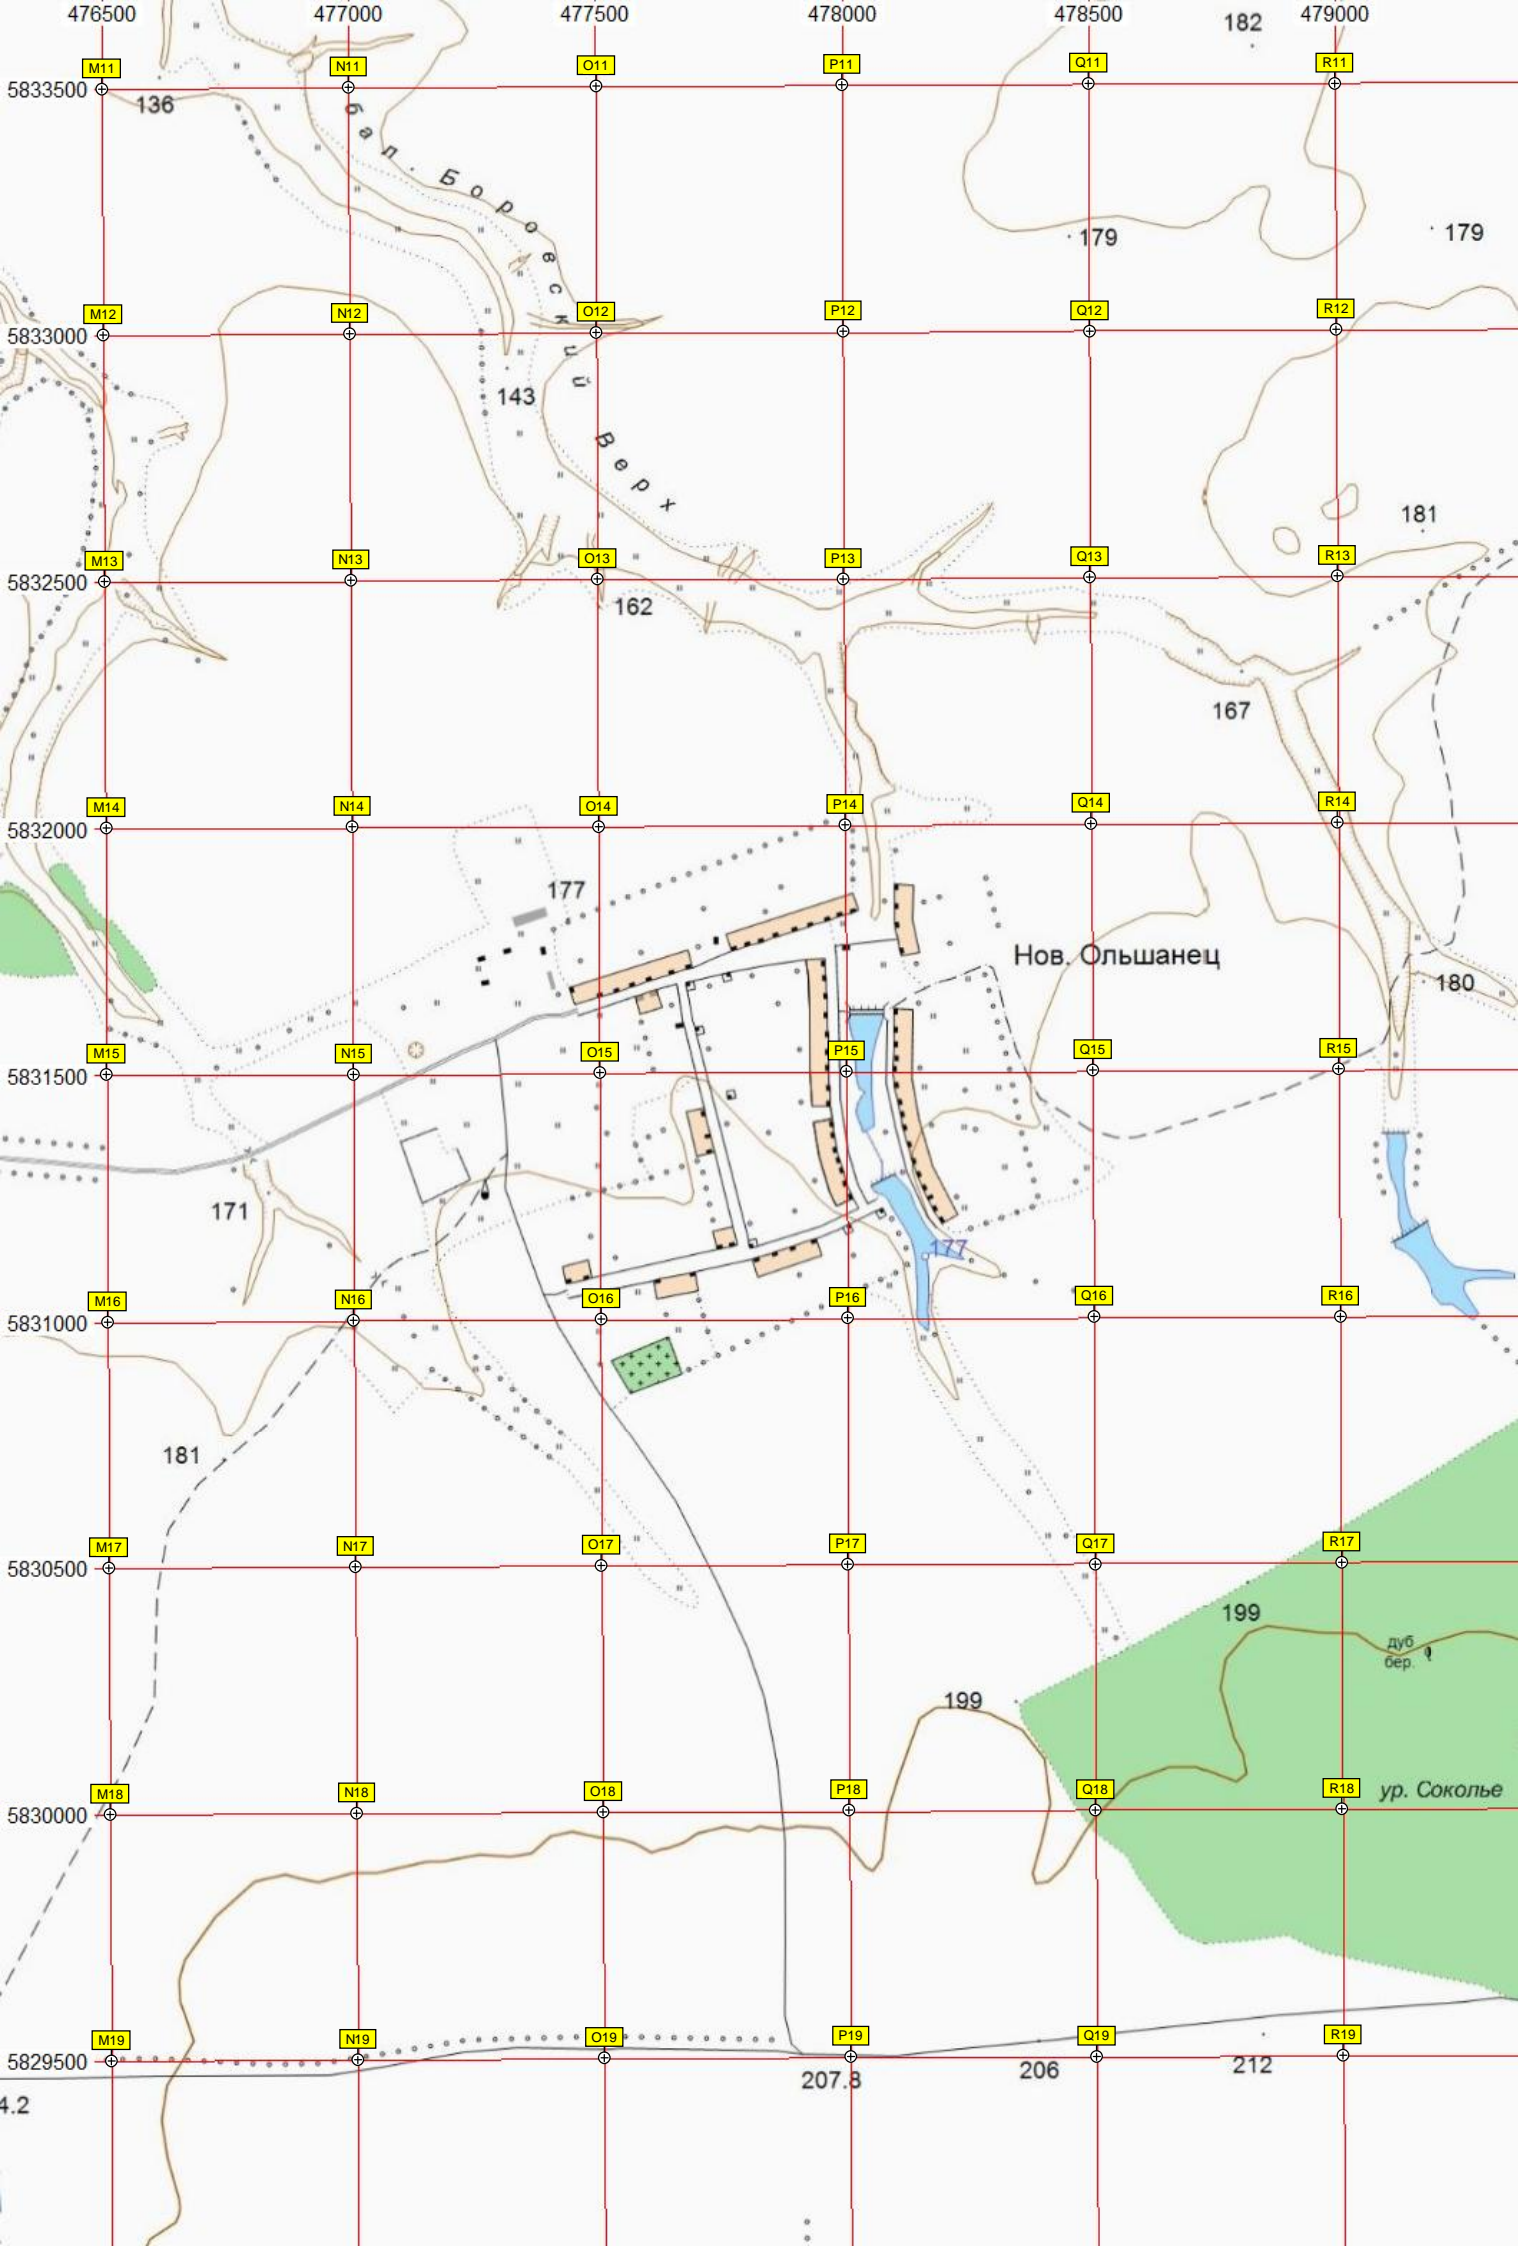 476500 477000 477500 478000 478500 479000
182
M11 N11 O11 P11 Q11 R11
5833500
136
бал. Боровский Верх
179
179
M12 N12 O12 P12 Q12 R12
5833000
143
181
M13 N13 O13 P13 Q13 R13
5832500
162
167
M14 N14 O14 P14 Q14 R14
5832000
177
Нов. Ольшанец
180
M15 N15 O15 P15 Q15 R15
5831500
171
177
M16 N16 O16 P16 Q16 R16
5831000
181
M17 N17 O17 P17 Q17 R17
5830500
199
дуб
бер.
199
M18 N18 O18 P18 Q18 R18
ур. Соколье
5830000
M19 N19 O19 P19 Q19 R19
5829500
207.8
206
212
4.2